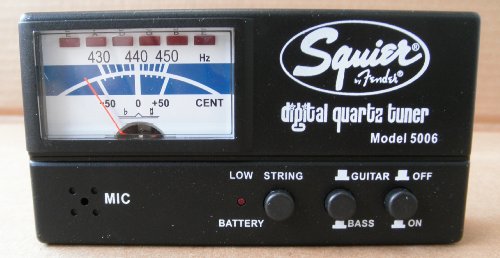 430 440 450 Hz
-50 0 +50 CENT
♭ ♮
Squier
by Fender
digital quartz tuner
Model 5006
LOW STRING
GUITAR OFF
MIC
BATTERY
BASS ON